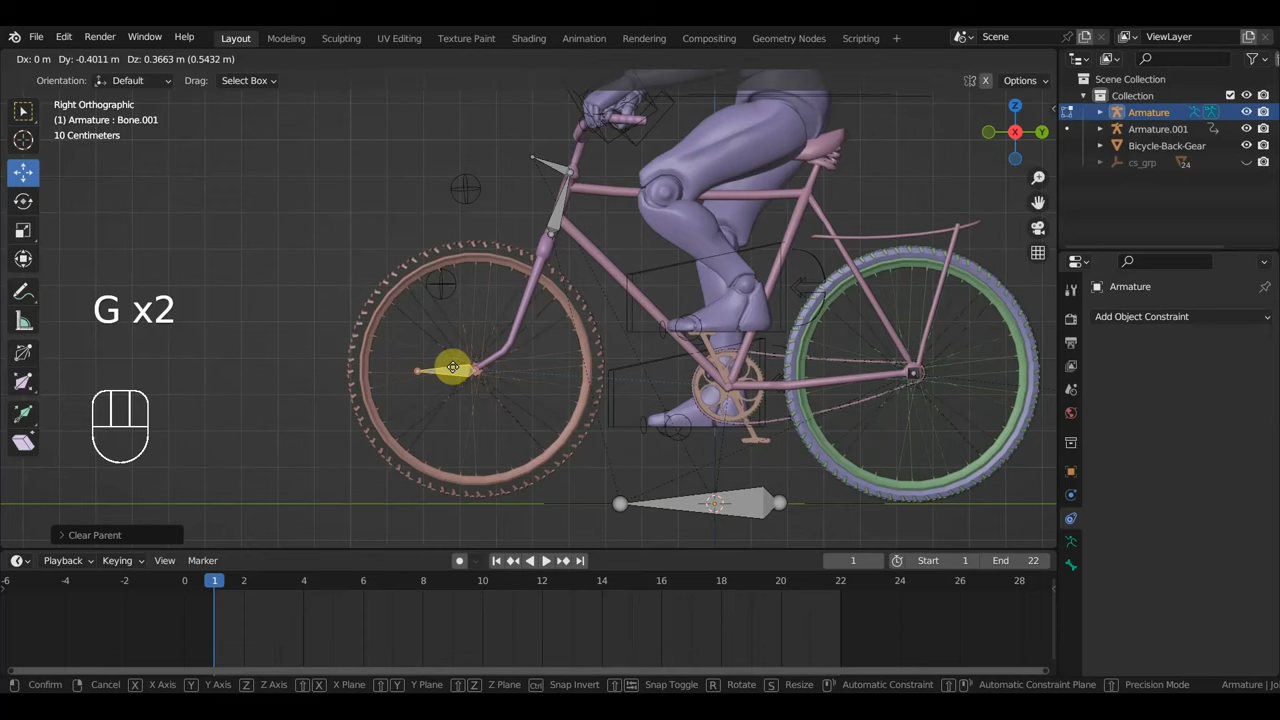 File Edit Render Window Help Layout Modeling Sculpting UV Editing Texture Paint Shading Animation Rendering Compositing Geometry Nodes Scripting + Scene ViewLayer
Dx: 0 m Dy: -0.4011 m Dz: 0.3663 m (0.5432 m)
Orientation: Default Drag: Select Box X Options
Scene Collection
Right Orthographic
Collection
(1) Armature : Bone.001
Armature
10 Centimeters
Armature.001
Bicycle-Back-Gear
cs_grp 24
Z
X
Y
G x2
Armature
Add Object Constraint
Clear Parent
Playback Keying View Marker 1 Start 1 End 22
-6 -4 -2 1 2 4 6 8 10 12 14 16 18 20 22 24 26 28
Confirm Cancel X X Axis Y Y Axis Z Z Axis X X Plane Y Y Plane Z Z Plane Ctrl Snap Invert Snap Toggle R Rotate S Resize Automatic Constraint Automatic Constraint Plane Precision Mode Armature | Jo